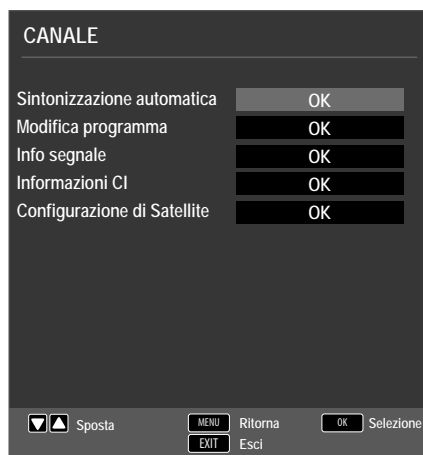 CANALE
Sintonizzazione automatica OK
Modifica programma OK
Info segnale OK
Informazioni CI OK
Configurazione di Satellite OK
Sposta MENU Ritorna OK Selezione
EXIT Esci